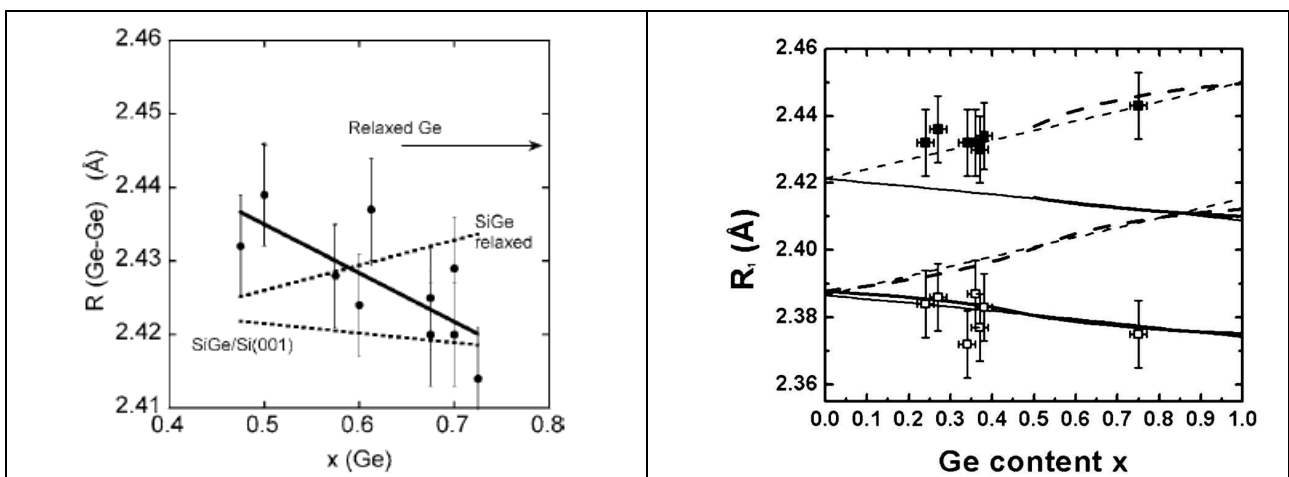 2.46
2.45
2.44
2.43
2.42
2.41
0.4
0.5
0.6
0.7
0.8
R (Ge-Ge) (Å)
x (Ge)
Relaxed Ge
SiGe
relaxed
SiGe/Si(001)
2.46
2.44
2.42
2.40
2.38
2.36
0.0 0.1 0.2 0.3 0.4 0.5 0.6 0.7 0.8 0.9 1.0
R₁ (Å)
Ge content x